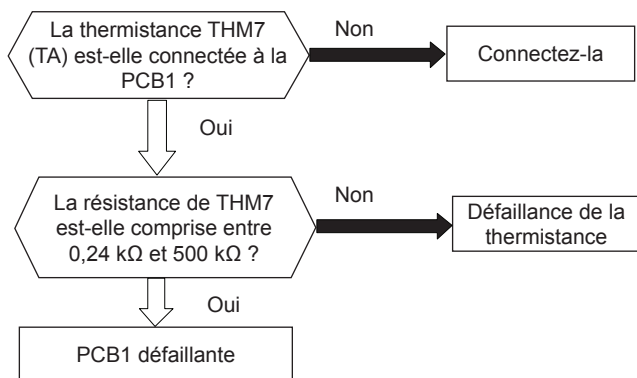 La thermistance THM7
(TA) est-elle connectée à la
PCB1 ?
Non
Connectez-la
Oui
La résistance de THM7
est-elle comprise entre
0,24 kΩ et 500 kΩ ?
Non
Défaillance de la
thermistance
Oui
PCB1 défaillante